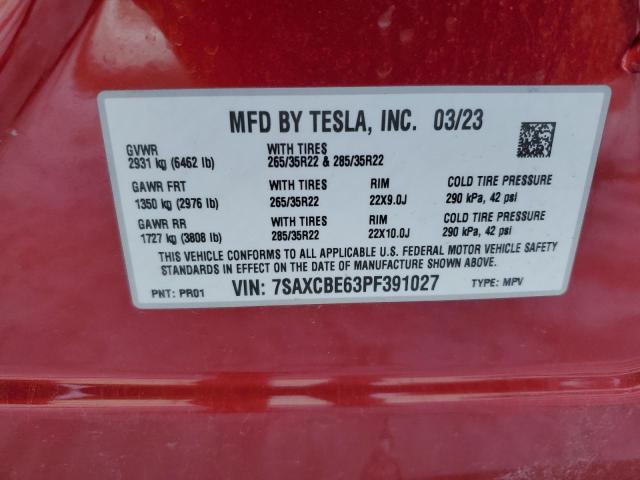 MFD BY TESLA, INC. 03/23
GVWR WITH TIRES
2931 kg (6462 lb) 265/35R22 & 285/35R22
GAWR FRT WITH TIRES RIM COLD TIRE PRESSURE
1350 kg (2976 lb) 265/35R22 22X9.0J 290 kPa, 42 psi
GAWR RR WITH TIRES RIM COLD TIRE PRESSURE
1727 kg (3808 lb) 285/35R22 22X10.0J 290 kPa, 42 psi
THIS VEHICLE CONFORMS TO ALL APPLICABLE U.S. FEDERAL MOTOR VEHICLE SAFETY
STANDARDS IN EFFECT ON THE DATE OF MANUFACTURE SHOWN ABOVE.
PNT: PR01 VIN: 7SAXCBE63PF391027 TYPE: MPV